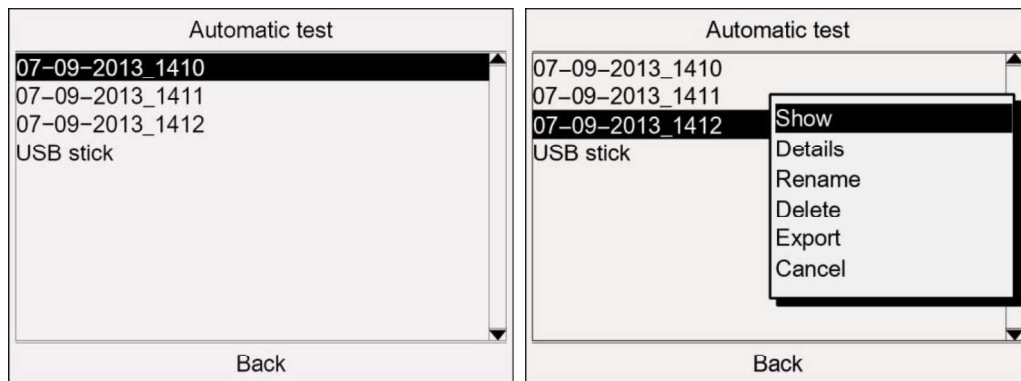 Automatic test
07-09-2013_1410
07-09-2013_1411
07-09-2013_1412
USB stick
Back
Automatic test
07-09-2013_1410
07-09-2013_1411
07-09-2013_1412
USB stick
Show
Details
Rename
Delete
Export
Cancel
Back